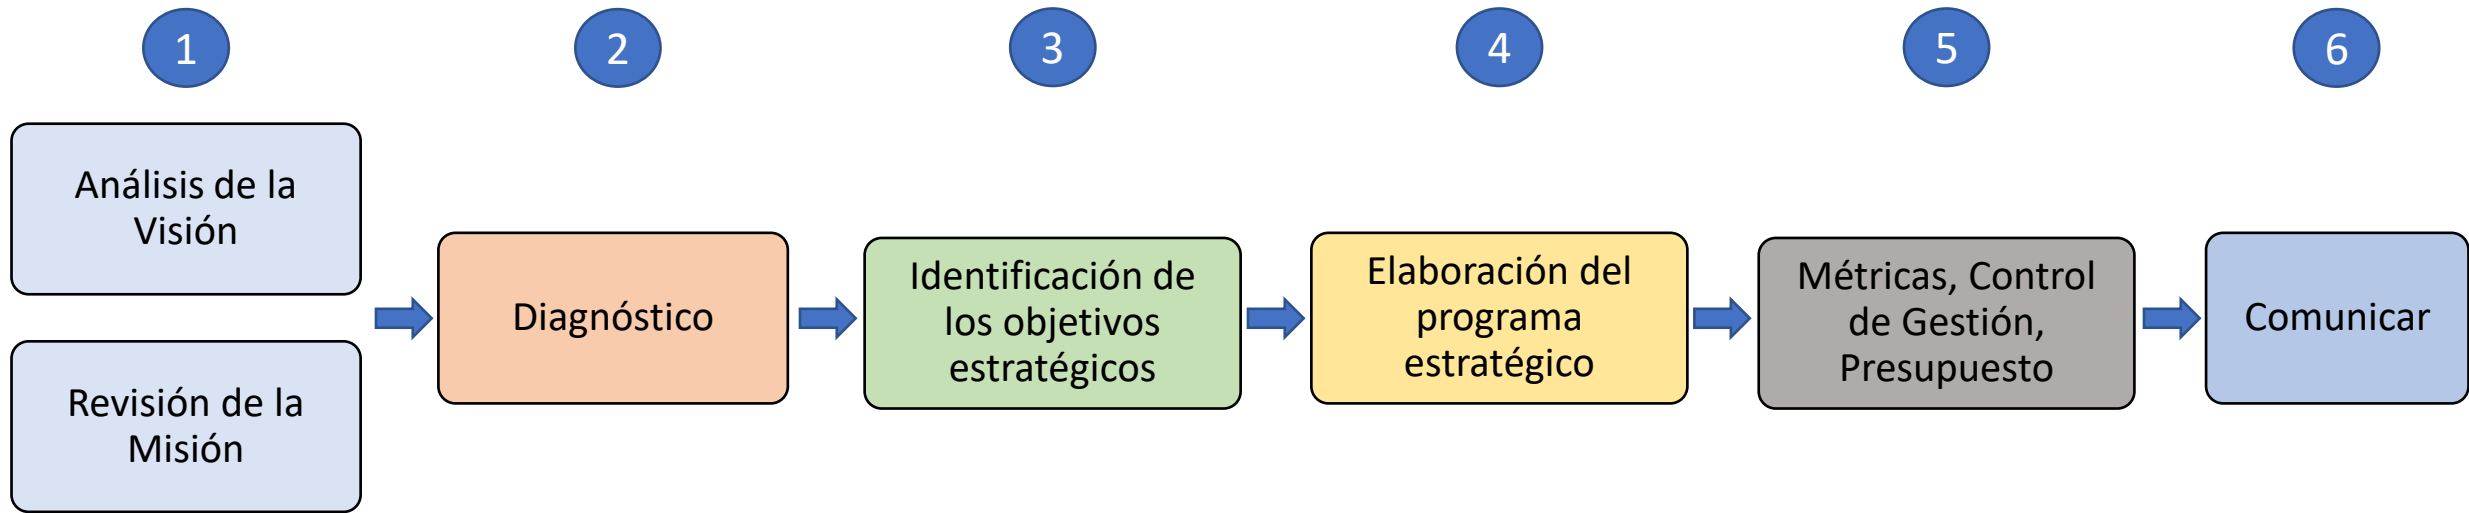 1
2
3
4
5
6
Análisis de la
Visión
Revisión de la
Misión
Diagnóstico
Identificación de
los objetivos
estratégicos
Elaboración del
programa
estratégico
Métricas, Control
de Gestión,
Presupuesto
Comunicar